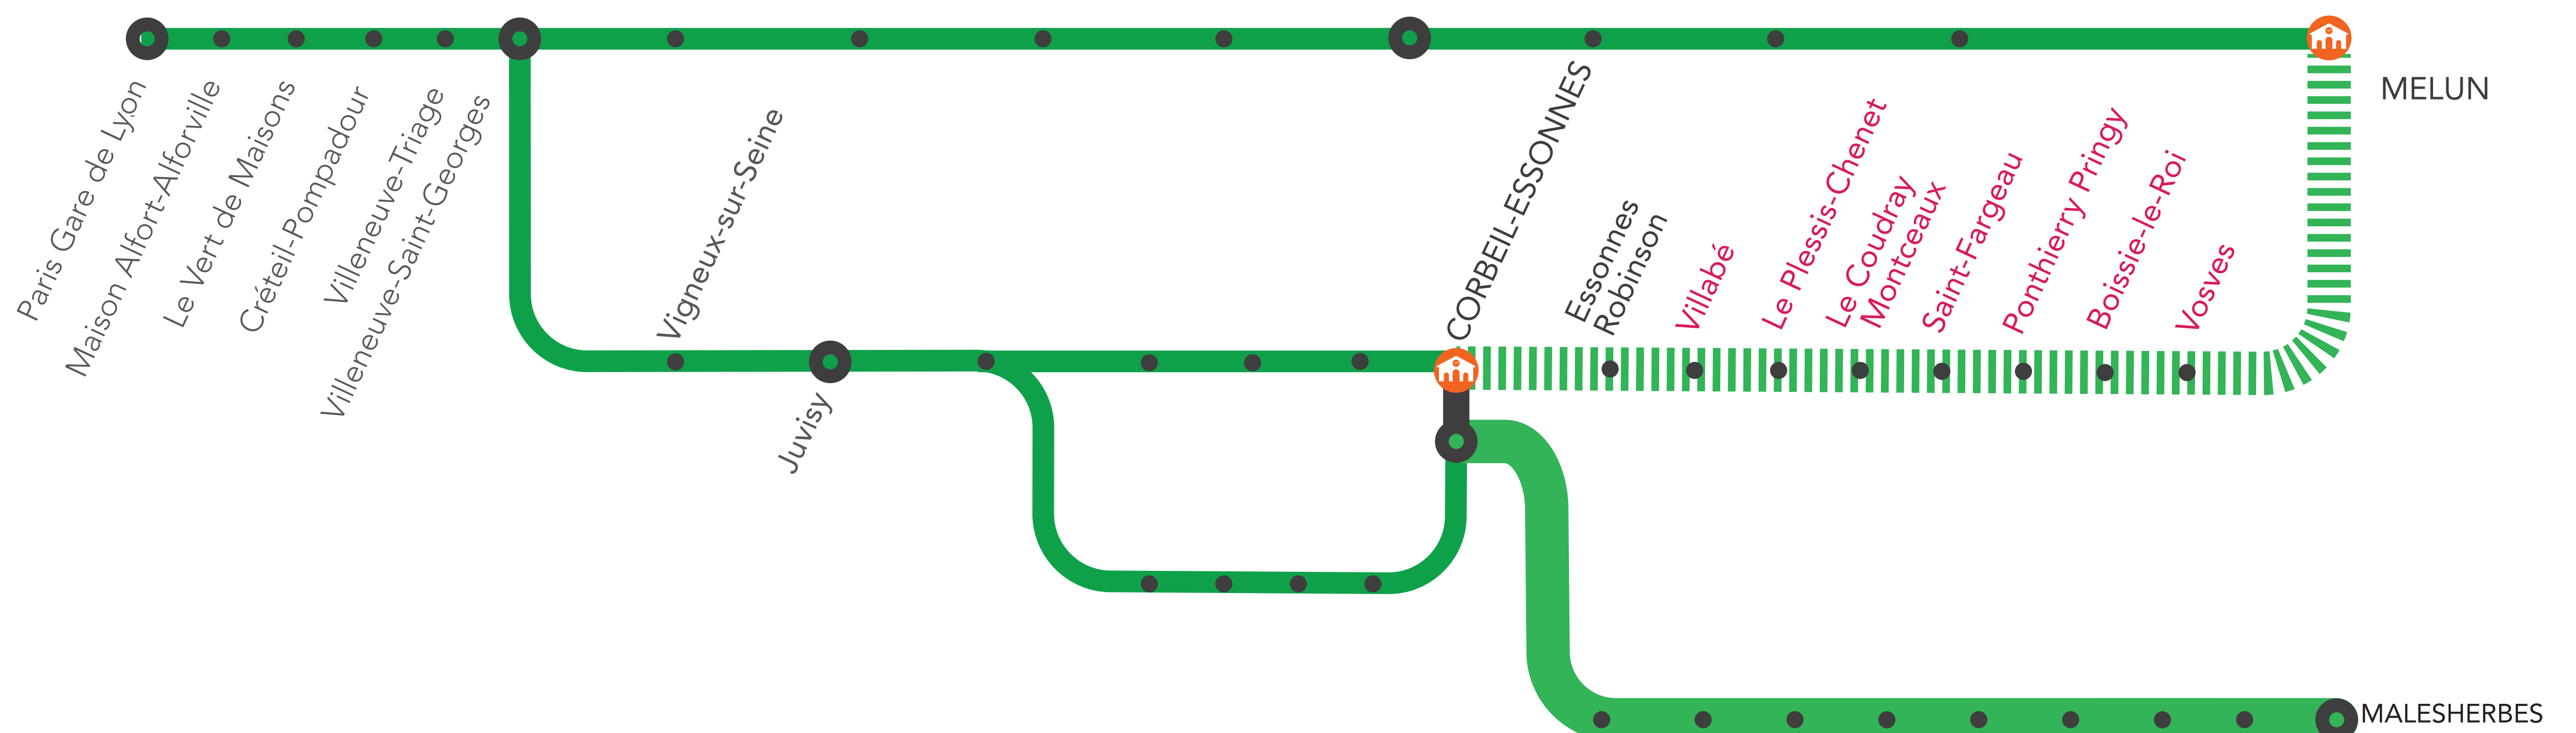 Paris Gare de Lyon
Maison Alfort-Alforville
Le Vert de Maisons
Créteil-Pompadour
Villeneuve-Triage
Villeneuve-Saint-Georges
Vigneux-sur-Seine
Juvisy
CORBEIL-ESSONNES
Essonnes
Robinson
Villabé
Le Plessis-Chenet
Le Coudray
Montceaux
Saint-Fargeau
Ponthierry Pringy
Boissie-le-Roi
Vosves
MELUN
MALESHERBES